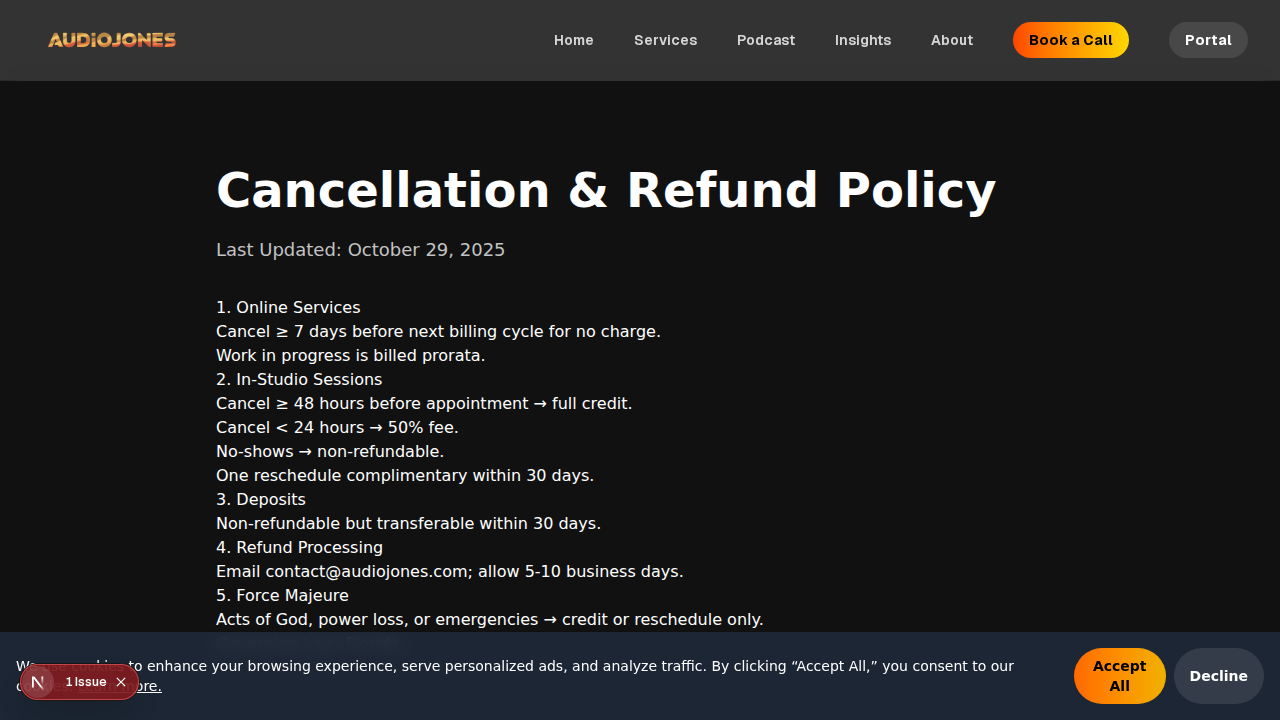 AUDIOJONES
Home
Services
Podcast
Insights
About
Book a Call
Portal
Cancellation & Refund Policy
Last Updated: October 29, 2025
1. Online Services
Cancel ≥ 7 days before next billing cycle for no charge.
Work in progress is billed prorata.
2. In-Studio Sessions
Cancel ≥ 48 hours before appointment → full credit.
Cancel < 24 hours → 50% fee.
No-shows → non-refundable.
One reschedule complimentary within 30 days.
3. Deposits
Non-refundable but transferable within 30 days.
4. Refund Processing
Email contact@audiojones.com; allow 5-10 business days.
5. Force Majeure
Acts of God, power loss, or emergencies → credit or reschedule only.
We use cookies to enhance your browsing experience, serve personalized ads, and analyze traffic. By clicking “Accept All,” you consent to our
more.
Accept
All
Decline
N
1 Issue